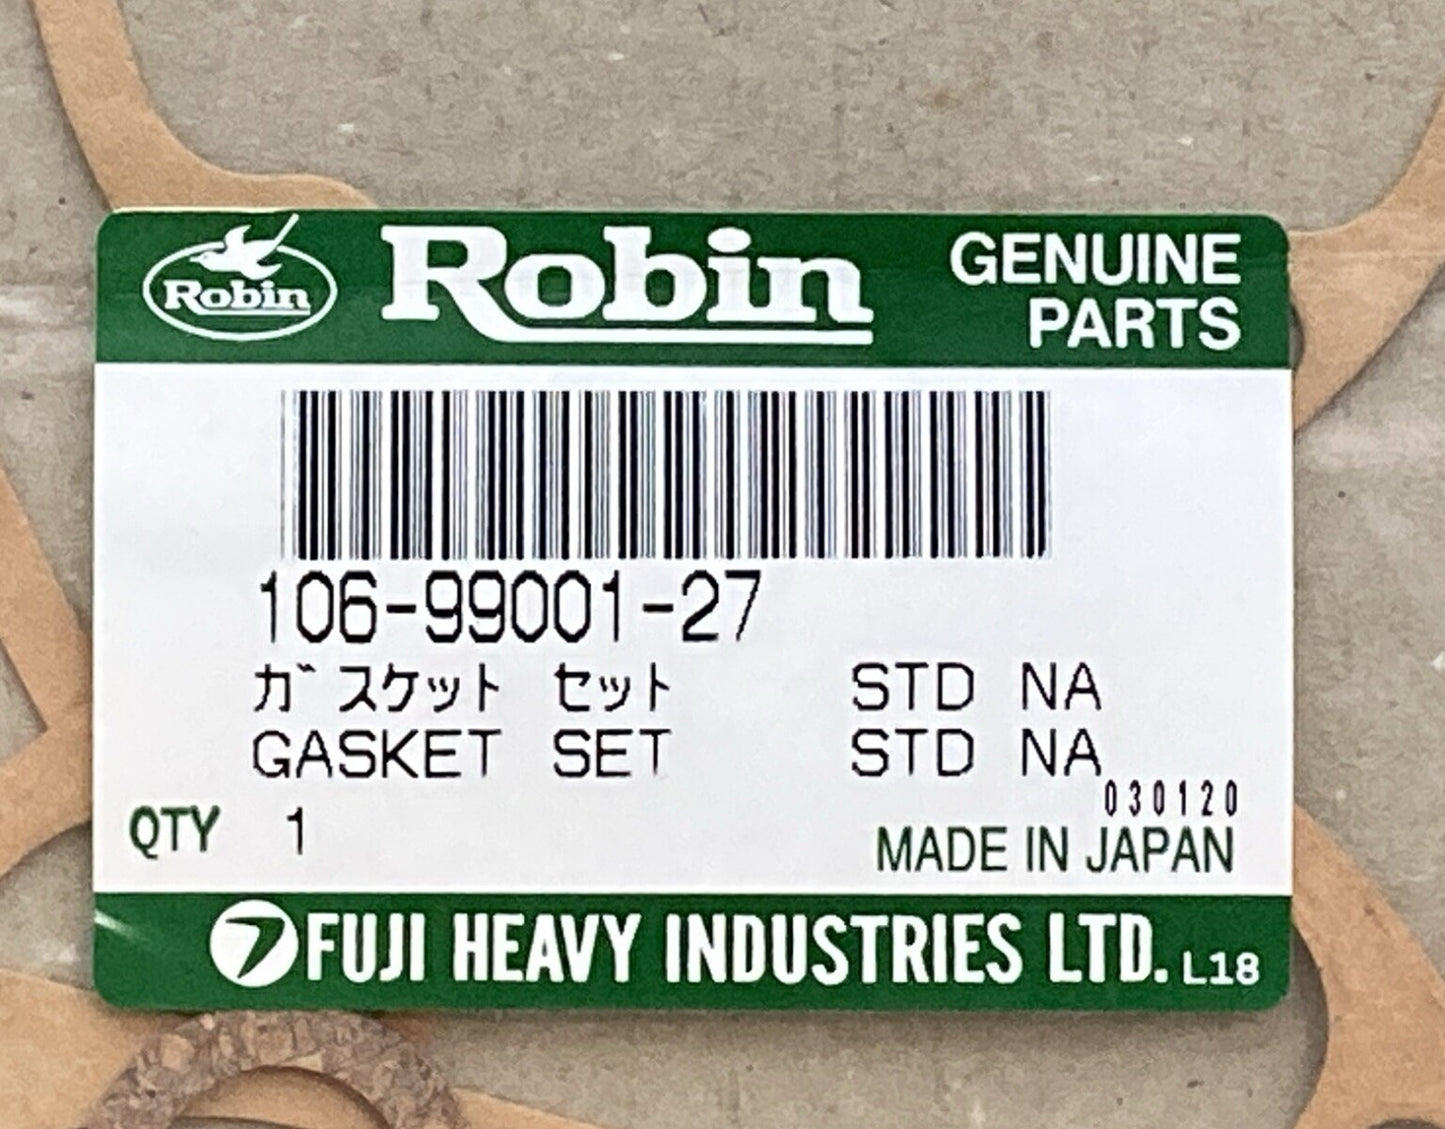 Robin
Robin
GENUINE
PARTS
106-99001-27
ガスケット セット STD NA
GASKET SET STD NA
030120
QTY 1
MADE IN JAPAN
FUJI HEAVY INDUSTRIES LTD. L18